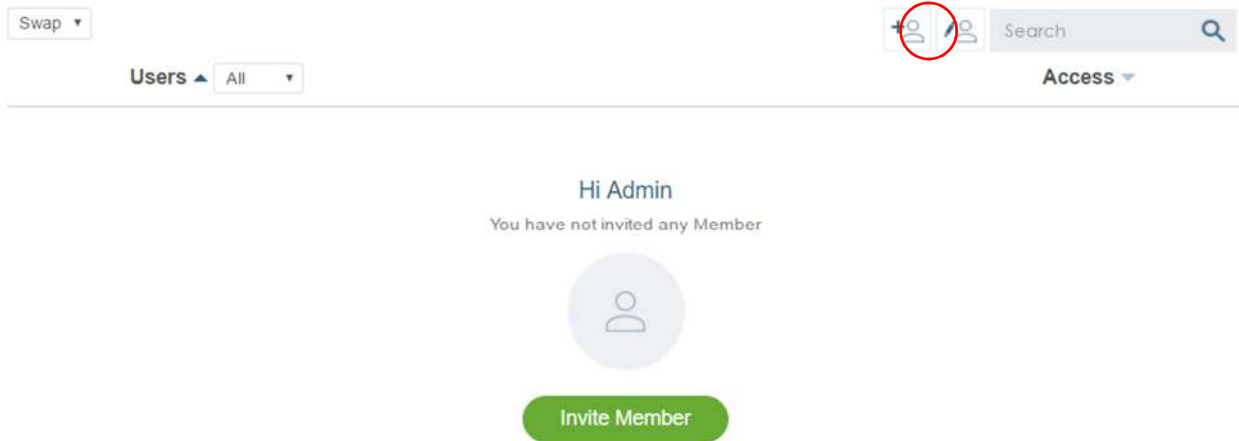 Swap
Search
Users All Access
Hi Admin
You have not invited any Member
Invite Member